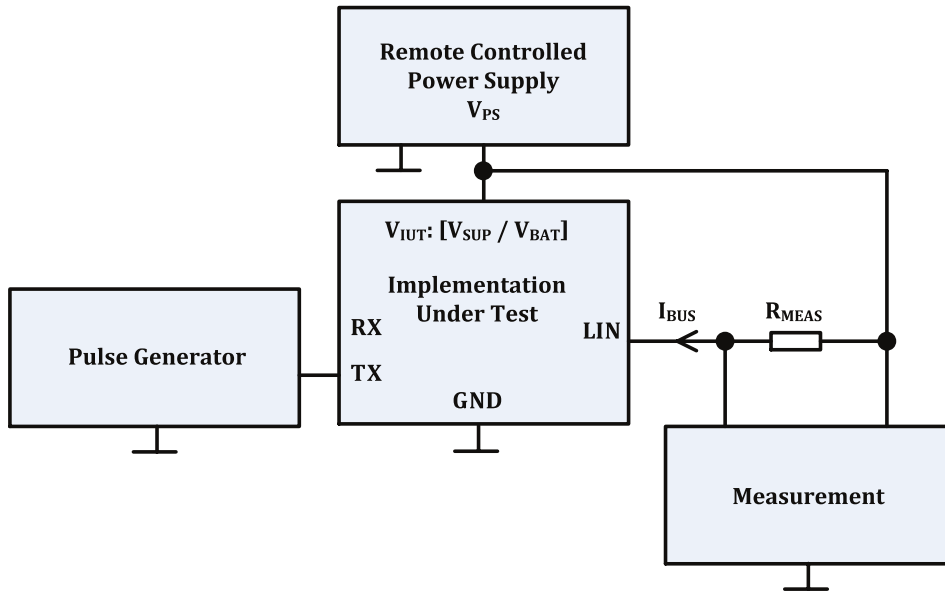 Remote Controlled
Power Supply
VPS
VIUT: [VSUP / VBAT]
Implementation
Under Test
RX
TX
LIN
GND
Pulse Generator
IBUS
RMEAS
Measurement